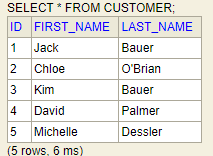 SELECT * FROM CUSTOMER;
ID FIRST_NAME LAST_NAME
1 Jack Bauer
2 Chloe O'Brian
3 Kim Bauer
4 David Palmer
5 Michelle Dessler
(5 rows, 6 ms)